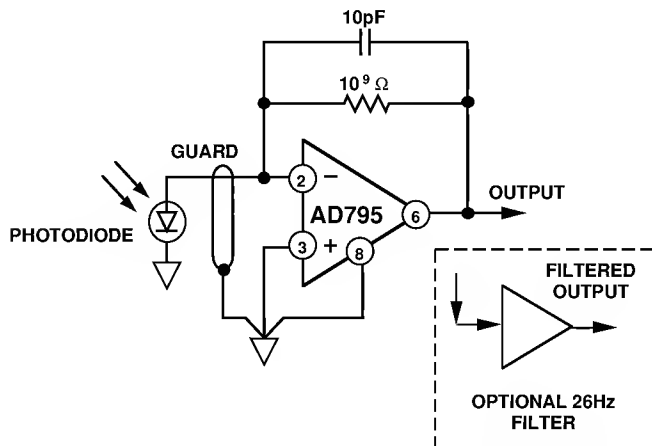 10pF
10⁹ Ω
GUARD
2
−
AD795
6
OUTPUT
PHOTODIODE
3
+
8
FILTERED
OUTPUT
OPTIONAL 26Hz
FILTER